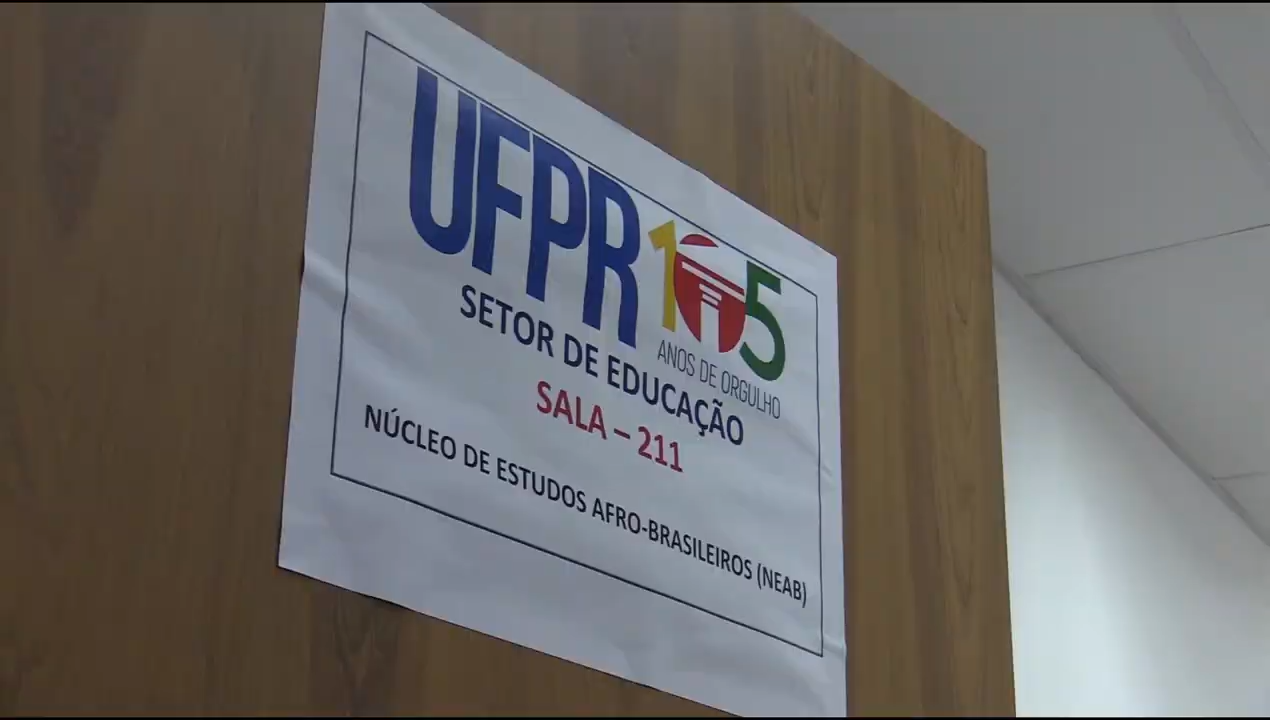 UFPR 105
ANOS DE ORGULHO
SETOR DE EDUCAÇÃO
SALA – 211
NÚCLEO DE ESTUDOS AFRO-BRASILEIROS (NEAB)